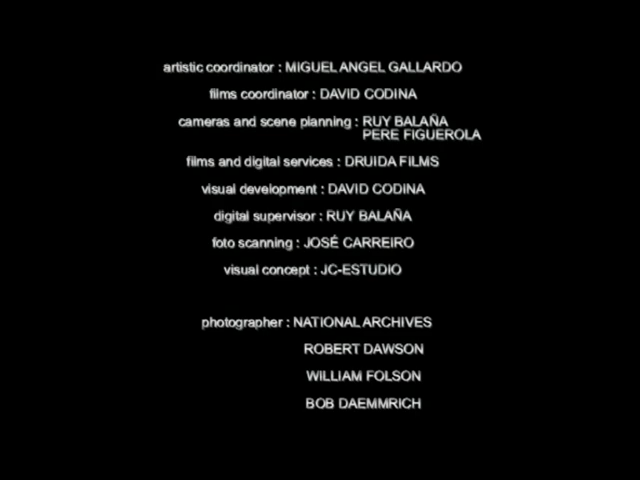 artistic coordinator : MIGUEL ANGEL GALLARDO
films coordinator : DAVID CODINA
cameras and scene planning : RUY BALAÑA
PERE FIGUEROLA
films and digital services : DRUIDA FILMS
visual development : DAVID CODINA
digital supervisor : RUY BALAÑA
foto scanning : JOSÉ CARREIRO
visual concept : JC-ESTUDIO
photographer : NATIONAL ARCHIVES
ROBERT DAWSON
WILLIAM FOLSON
BOB DAEMMRICH